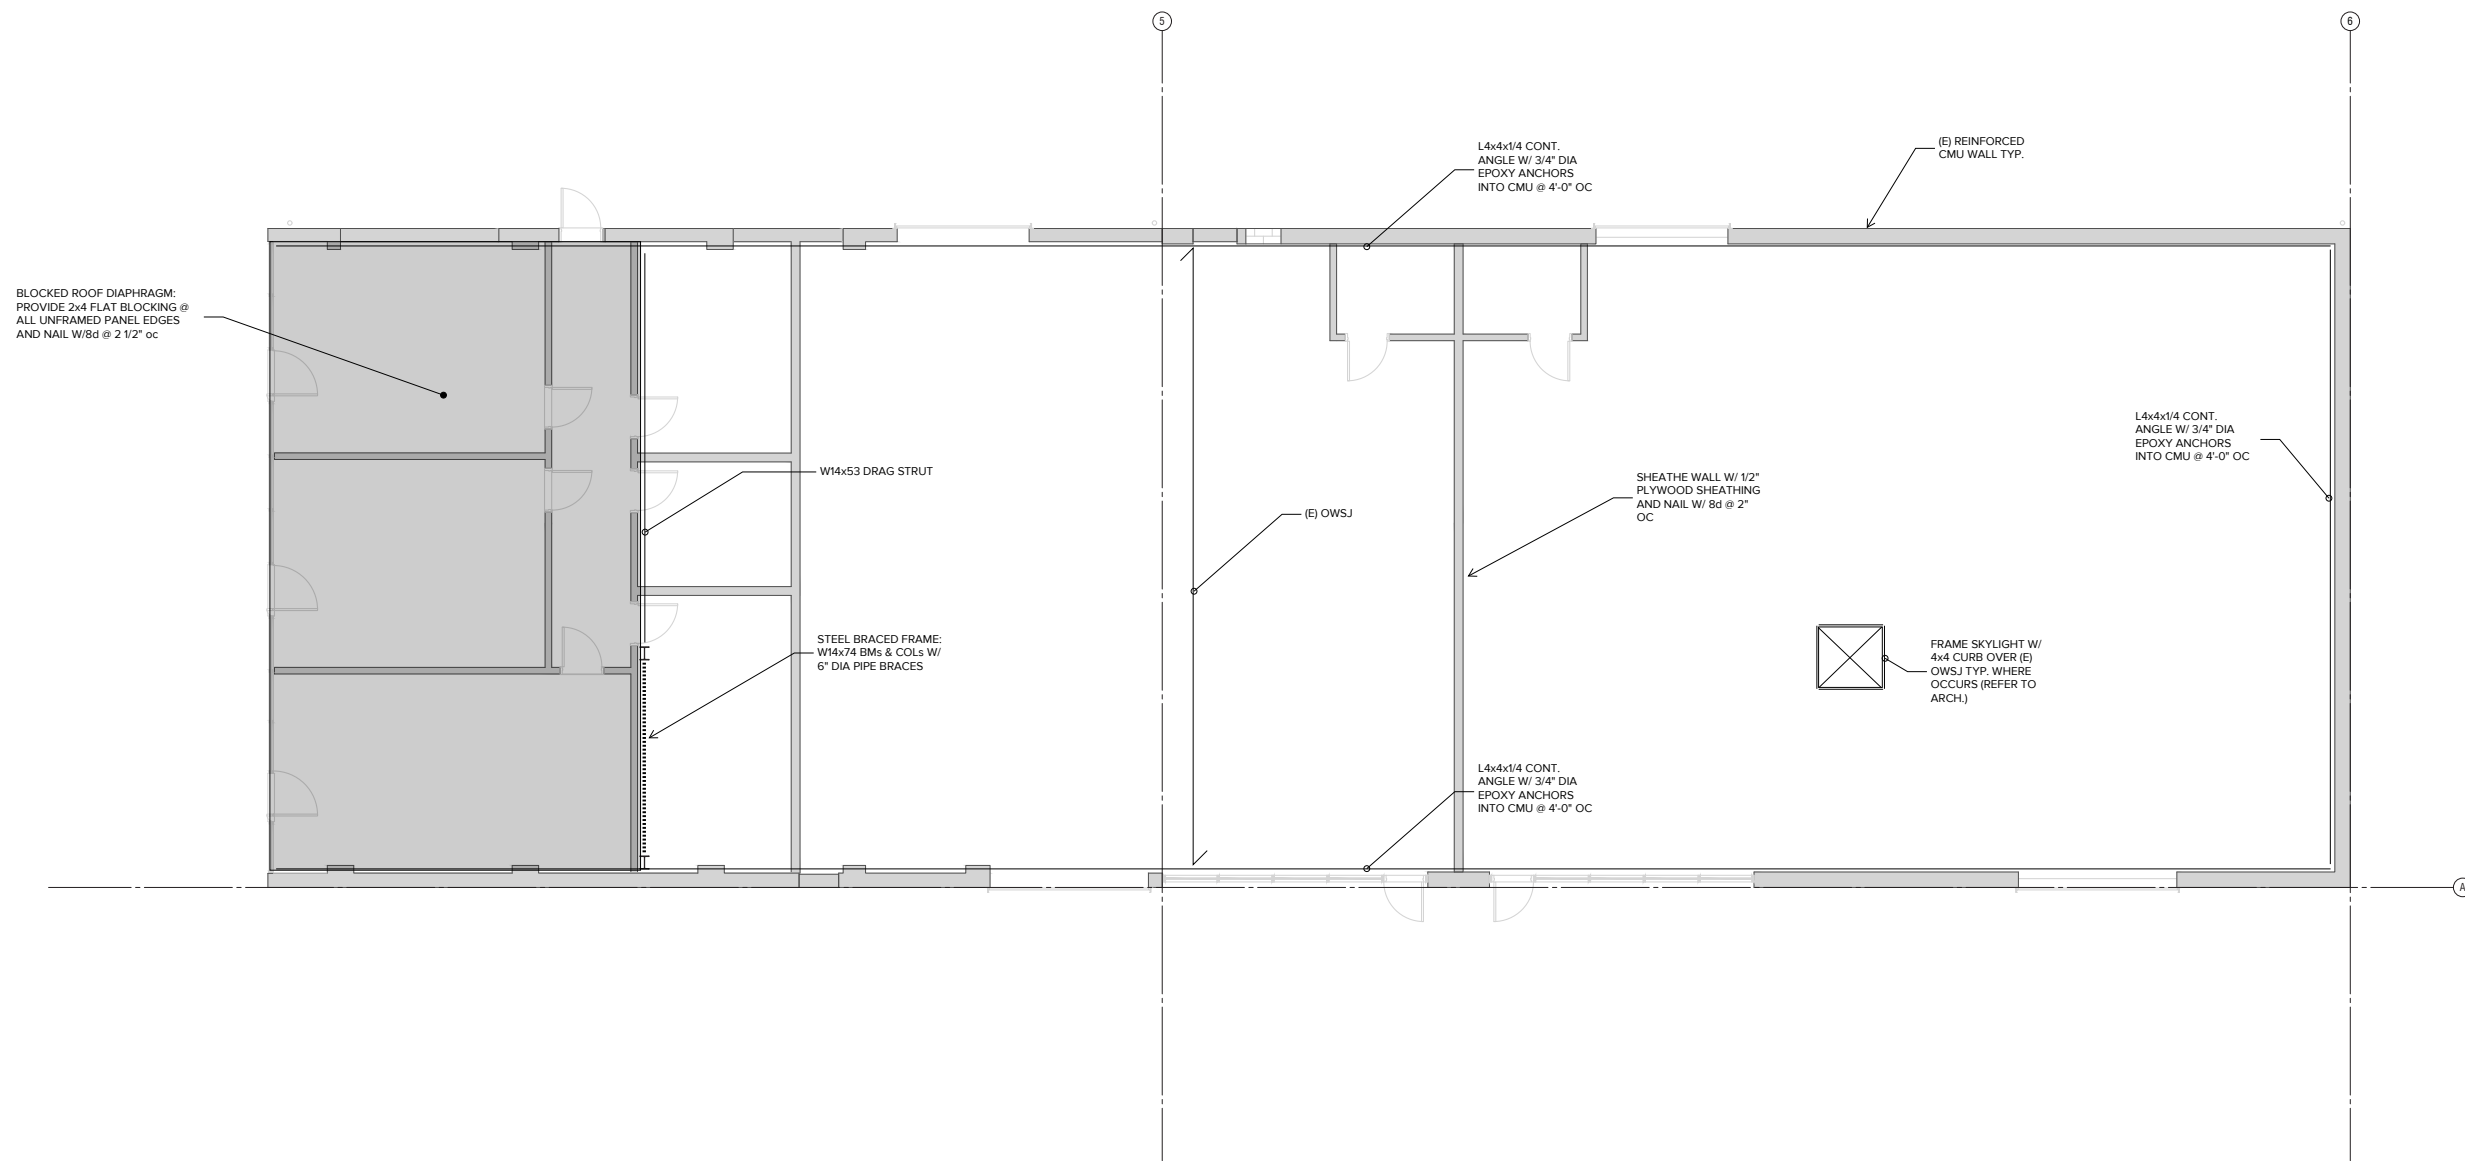 5
6
L4x4x1/4 CONT.
ANGLE W/ 3/4" DIA
EPOXY ANCHORS
INTO CMU @ 4'-0" OC
(E) REINFORCED
CMU WALL TYP.
BLOCKED ROOF DIAPHRAGM:
PROVIDE 2x4 FLAT BLOCKING @
ALL UNFRAMED PANEL EDGES
AND NAIL W/8d @ 2 1/2" oc
L4x4x1/4 CONT.
ANGLE W/ 3/4" DIA
EPOXY ANCHORS
INTO CMU @ 4'-0" OC
W14x53 DRAG STRUT
SHEATHE WALL W/ 1/2"
PLYWOOD SHEATHING
AND NAIL W/ 8d @ 2"
OC
(E) OWSJ
STEEL BRACED FRAME:
W14x74 BMs & COLs W/
6" DIA PIPE BRACES
FRAME SKYLIGHT W/
4x4 CURB OVER (E)
OWSJ TYP. WHERE
OCCURS (REFER TO
ARCH.)
L4x4x1/4 CONT.
ANGLE W/ 3/4" DIA
EPOXY ANCHORS
INTO CMU @ 4'-0" OC
A